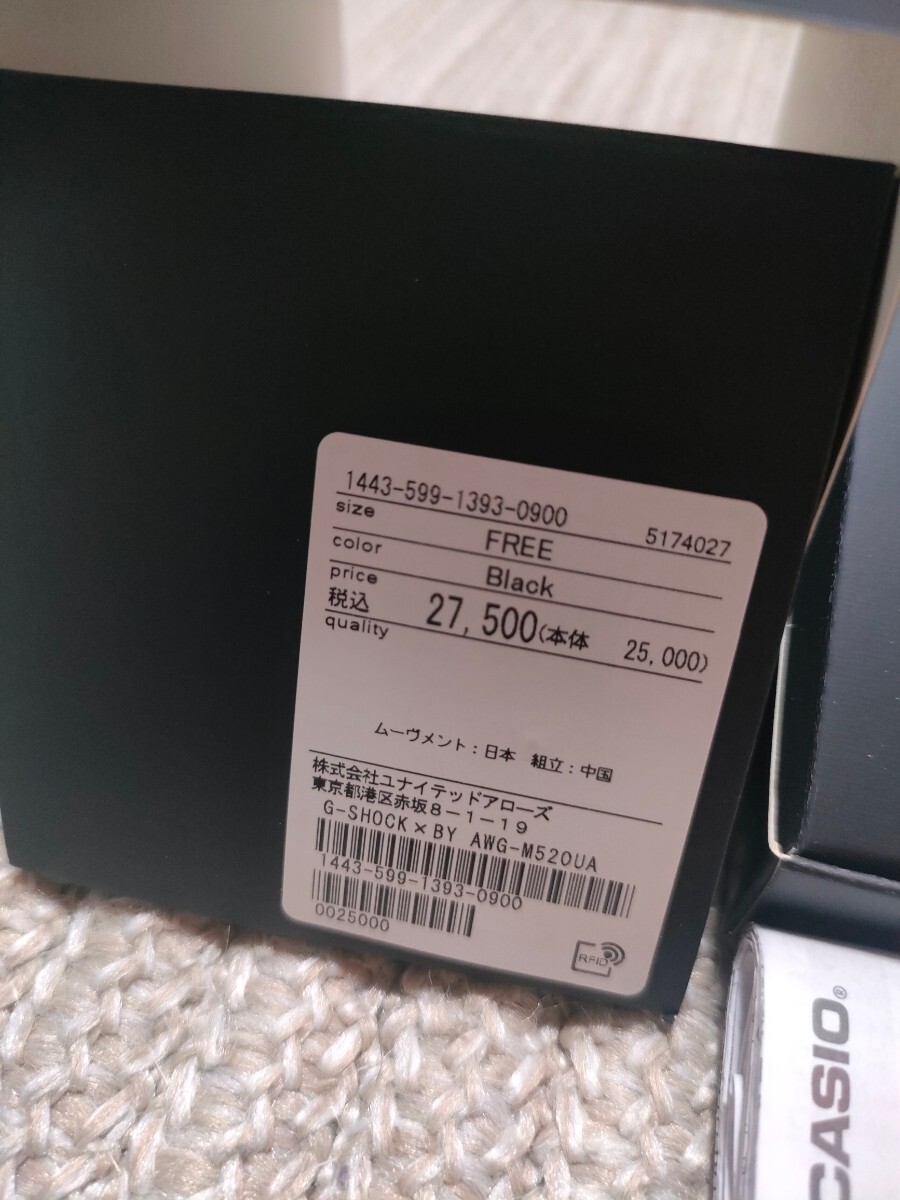 1443-599-1393-0900 5174027
size FREE
color Black
price
税込 27,500(本体 25,000)
quality
ムーヴメント:日本 組立:中国
株式会社ユナイテッドアローズ
東京都港区赤坂8-1-19
G-SHOCK×BY AWG-M520UA
1443-599-1393-0900
0025000
RFID
CASIO®